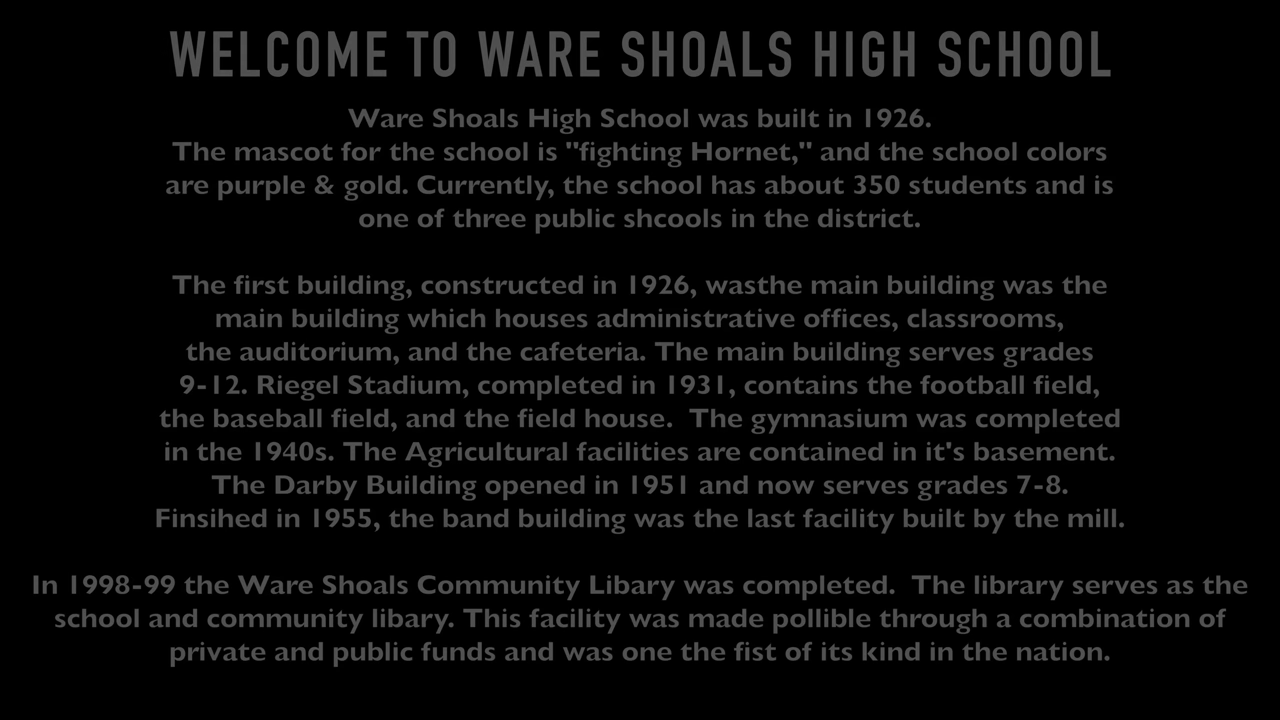 WELCOME TO WARE SHOALS HIGH SCHOOL
Ware Shoals High School was built in 1926.
The mascot for the school is "fighting Hornet," and the school colors
are purple & gold. Currently, the school has about 350 students and is
one of three public shcools in the district.
The first building, constructed in 1926, wasthe main building was the
main building which houses administrative offices, classrooms,
the auditorium, and the cafeteria. The main building serves grades
9-12. Riegel Stadium, completed in 1931, contains the football field,
the baseball field, and the field house.  The gymnasium was completed
in the 1940s. The Agricultural facilities are contained in it's basement.
The Darby Building opened in 1951 and now serves grades 7-8.
Finsihed in 1955, the band building was the last facility built by the mill.
In 1998-99 the Ware Shoals Community Libary was completed.  The library serves as the
school and community libary. This facility was made pollible through a combination of
private and public funds and was one the fist of its kind in the nation.